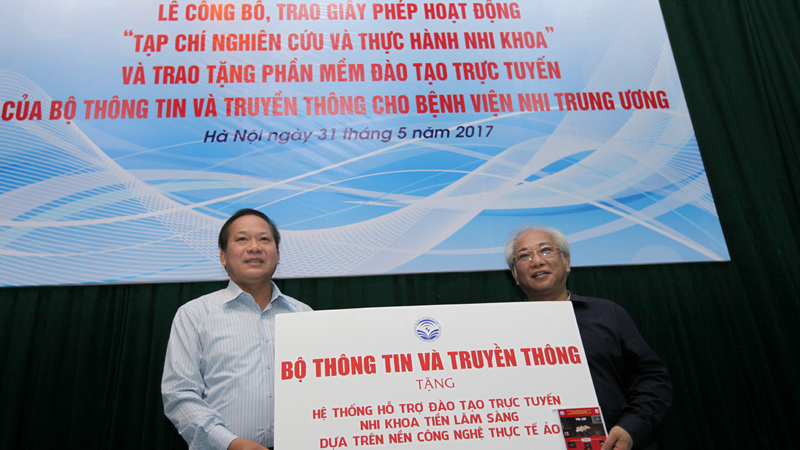 LỄ CÔNG BỐ, TRAO GIẤY PHÉP HOẠT ĐỘNG
“TẠP CHÍ NGHIÊN CỨU VÀ THỰC HÀNH NHI KHOA”
VÀ TRAO TẶNG PHẦN MỀM ĐÀO TẠO TRỰC TUYẾN
CỦA BỘ THÔNG TIN VÀ TRUYỀN THÔNG CHO BỆNH VIỆN NHI TRUNG ƯƠNG
Hà Nội ngày 31 tháng 5 năm 2017
BỘ THÔNG TIN VÀ TRUYỀN THÔNG
TẶNG
HỆ THỐNG HỖ TRỢ ĐÀO TẠO TRỰC TUYẾN
NHI KHOA TIỀN LÂM SÀNG
DỰA TRÊN NỀN CÔNG NGHỆ THỰC TẾ ẢO